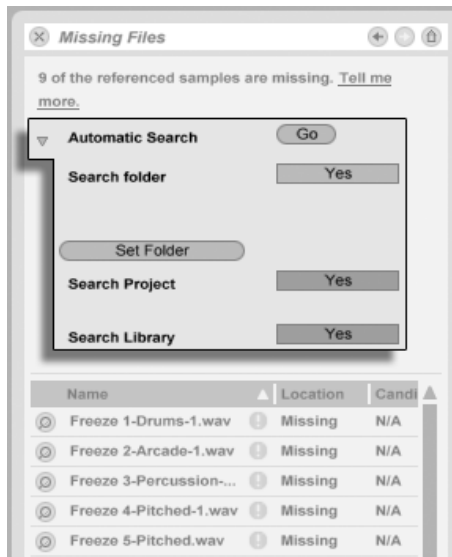 Missing Files
9 of the referenced samples are missing. Tell me
more.
Automatic Search Go
Search folder Yes
Set Folder
Search Project Yes
Search Library Yes
Name Location Candi
Freeze 1-Drums-1.wav Missing N/A
Freeze 2-Arcade-1.wav Missing N/A
Freeze 3-Percussion-... Missing N/A
Freeze 4-Pitched-1.wav Missing N/A
Freeze 5-Pitched.wav Missing N/A